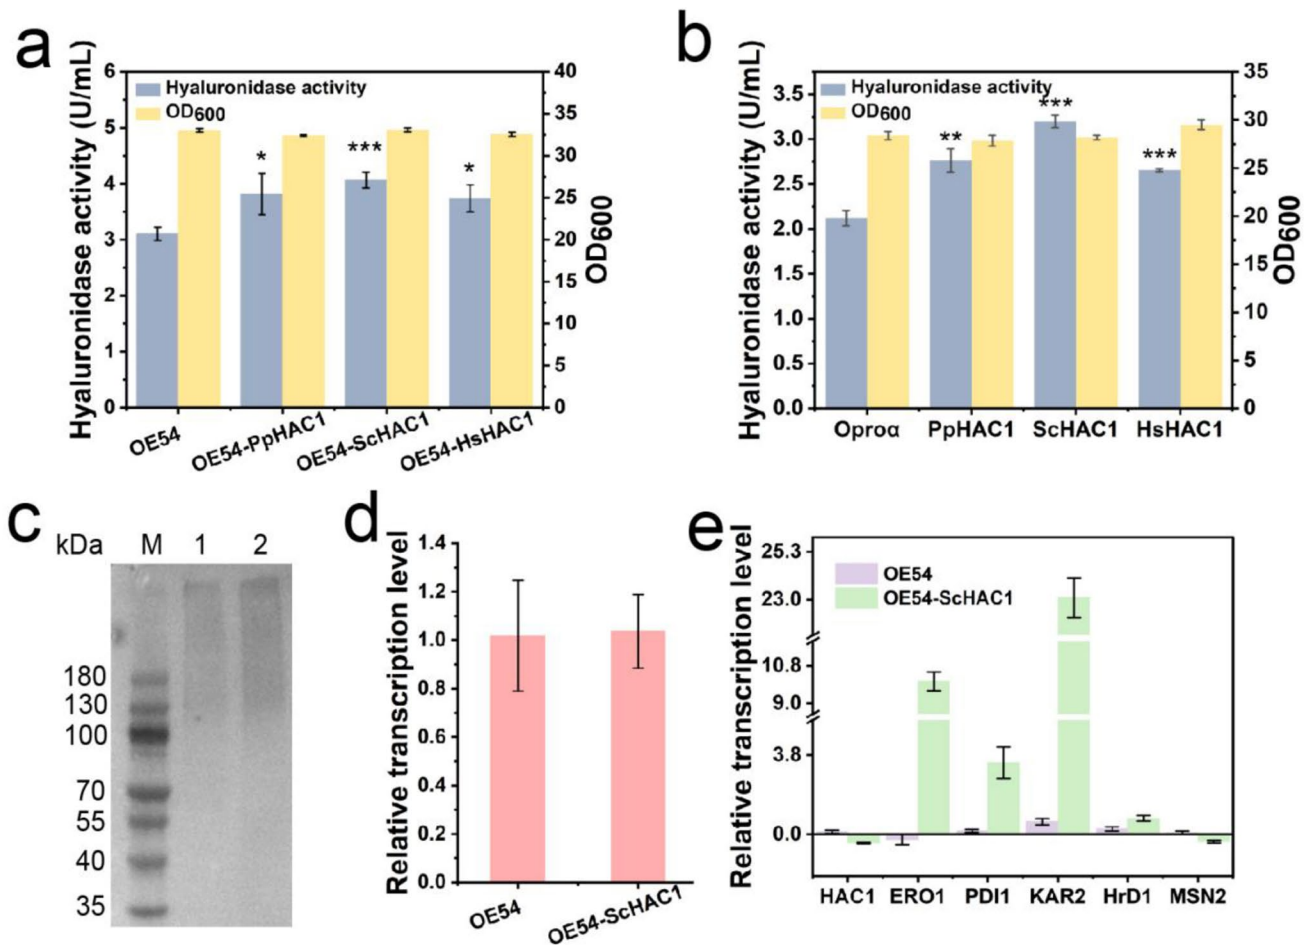 a
Hyaluronidase activity (U/mL)
6
5
4
3
2
1
0
Hyaluronidase activity
OD600
*
***
*
40
35
30
25
20
15
10
5
0
OD600
OE54
OE54-PpHAC1
OE54-ScHAC1
OE54-HsHAC1
b
Hyaluronidase activity (U/mL)
3.5
3.0
2.5
2.0
1.5
1.0
0.5
0.0
Hyaluronidase activity
OD600
**
***
***
35
30
25
20
15
10
5
0
OD600
Oproα
PpHAC1
ScHAC1
HsHAC1
c
kDa M 1 2
180
130
100
70
55
40
35
d
Relative transcription level
1.4
1.2
1.0
0.8
0.6
0.4
0.2
0.0
OE54
OE54-ScHAC1
e
Relative transcription level
25.3
23.0
10.8
9.0
3.8
0.0
OE54
OE54-ScHAC1
HAC1 ERO1 PDI1 KAR2 HrD1 MSN2